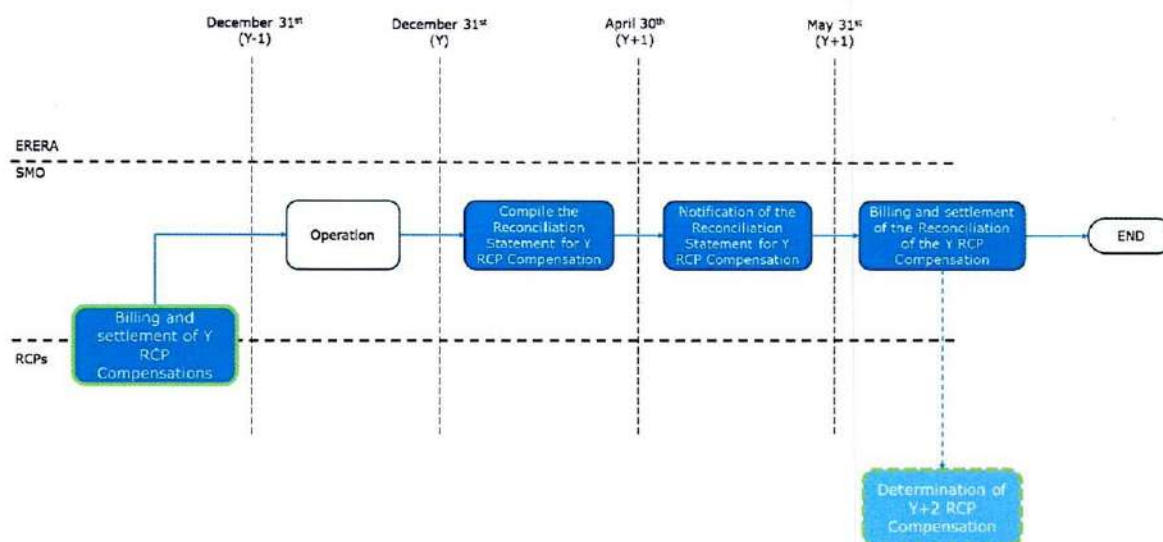 December 31st
(Y-1)
December 31st
(Y)
April 30th
(Y+1)
May 31st
(Y+1)
ERERA
SMO
Operation
Compile the
Reconciliation
Statement for Y
RCP Compensation
Notification of the
Reconciliation
Statement for Y
RCP Compensation
Billing and settlement
of the Reconciliation
of the Y RCP
Compensation
END
Billing and
settlement of Y
RCP
Compensations
RCPs
Determination of
Y+2 RCP
Compensation